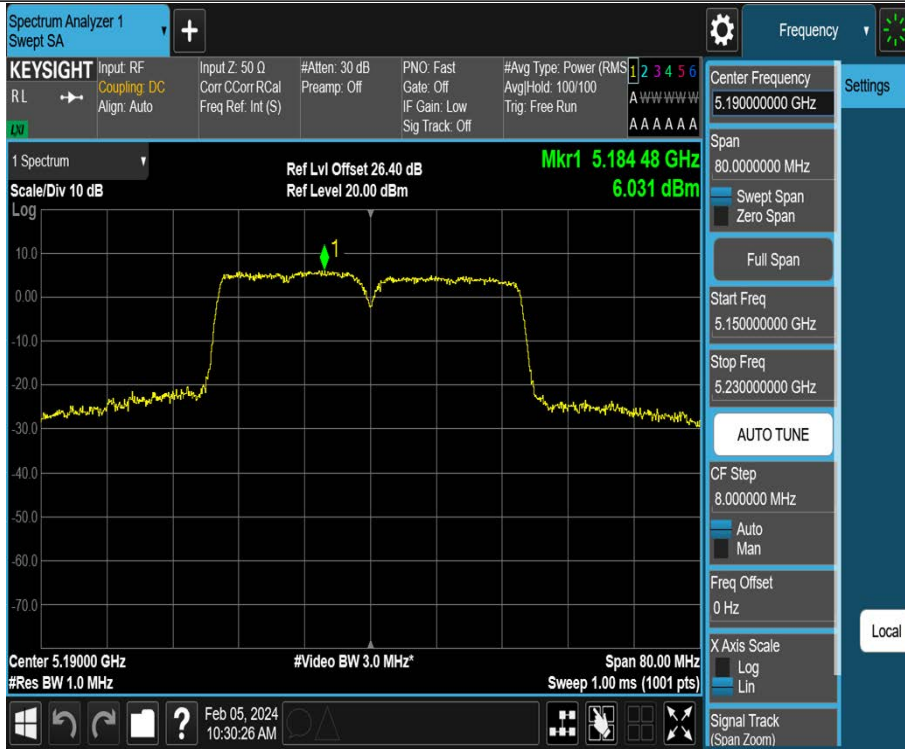 Spectrum Analyzer 1
Swept SA
+
Frequency
KEYSIGHT
R L
LXI
Input: RF
Coupling: DC
Align: Auto
Input Z: 50 Ω
Corr CCorr RCal
Freq Ref: Int (S)
#Atten: 30 dB
Preamp: Off
PNO: Fast
Gate: Off
IF Gain: Low
Sig Track: Off
#Avg Type: Power (RMS
Avg|Hold: 100/100
Trig: Free Run
1 2 3 4 5 6
A W W W W W
A A A A A A
1 Spectrum
Scale/Div 10 dB
Log
Ref Lvl Offset 26.40 dB
Ref Level 20.00 dBm
Mkr1 5.184 48 GHz
6.031 dBm
1
10.0
0.00
-10.0
-20.0
-30.0
-40.0
-50.0
-60.0
-70.0
Center 5.19000 GHz
#Res BW 1.0 MHz
#Video BW 3.0 MHz*
Span 80.00 MHz
Sweep 1.00 ms (1001 pts)
?
Feb 05, 2024
10:30:26 AM
Center Frequency
5.190000000 GHz
Span
80.0000000 MHz
Swept Span
Zero Span
Full Span
Start Freq
5.150000000 GHz
Stop Freq
5.230000000 GHz
AUTO TUNE
CF Step
8.000000 MHz
Auto
Man
Freq Offset
0 Hz
X Axis Scale
Log
Lin
Signal Track
(Span Zoom)
Settings
Local